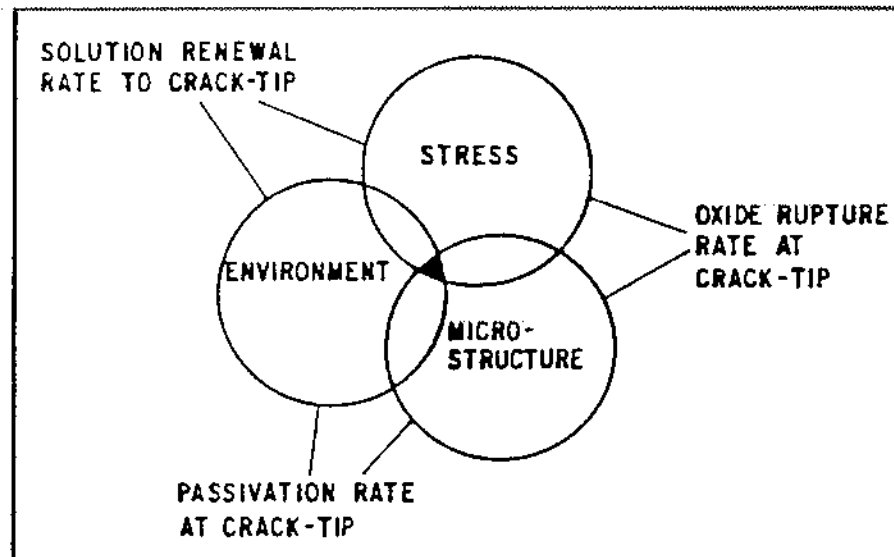 SOLUTION RENEWAL
RATE TO CRACK-TIP
STRESS
OXIDE RUPTURE
RATE AT
CRACK-TIP
ENVIRONMENT
MICRO-
STRUCTURE
PASSIVATION RATE
AT CRACK-TIP